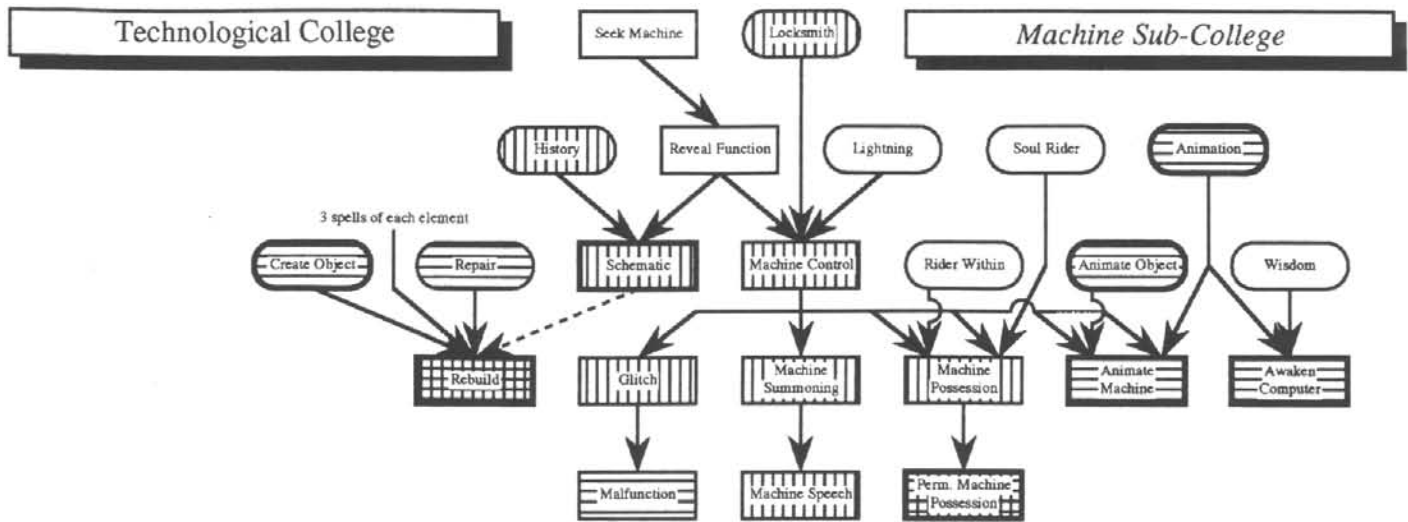 Technological College
Seek Machine
Locksmith
Machine Sub-College
History
Reveal Function
Lightning
Soul Rider
Animation
3 spells of each element
Create Object
Repair
Schematic
Machine Control
Rider Within
Animate Object
Wisdom
Rebuild
Glitch
Machine
Summoning
Machine
Possession
Animate
Machine
Awaken
Computer
Malfunction
Machine Speech
Perm. Machine
Possession